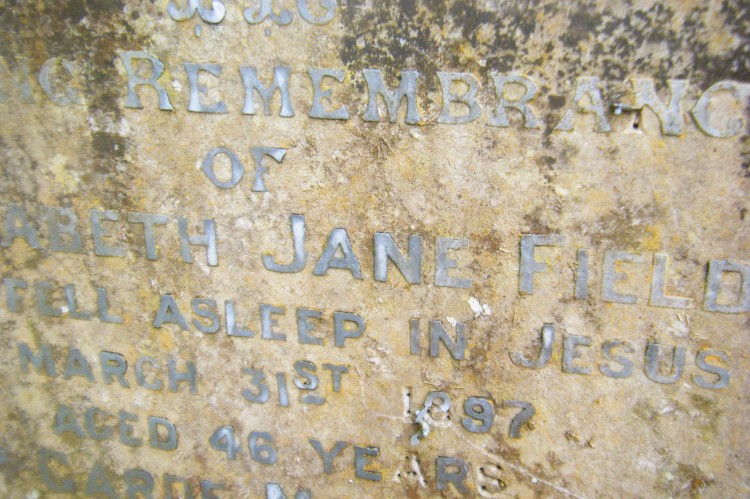 REMEMBRANC
OF
ABETH JANE FIELD
FELL ASLEEP IN JESUS
MARCH 31ST 1897
AGED 46 YEARS